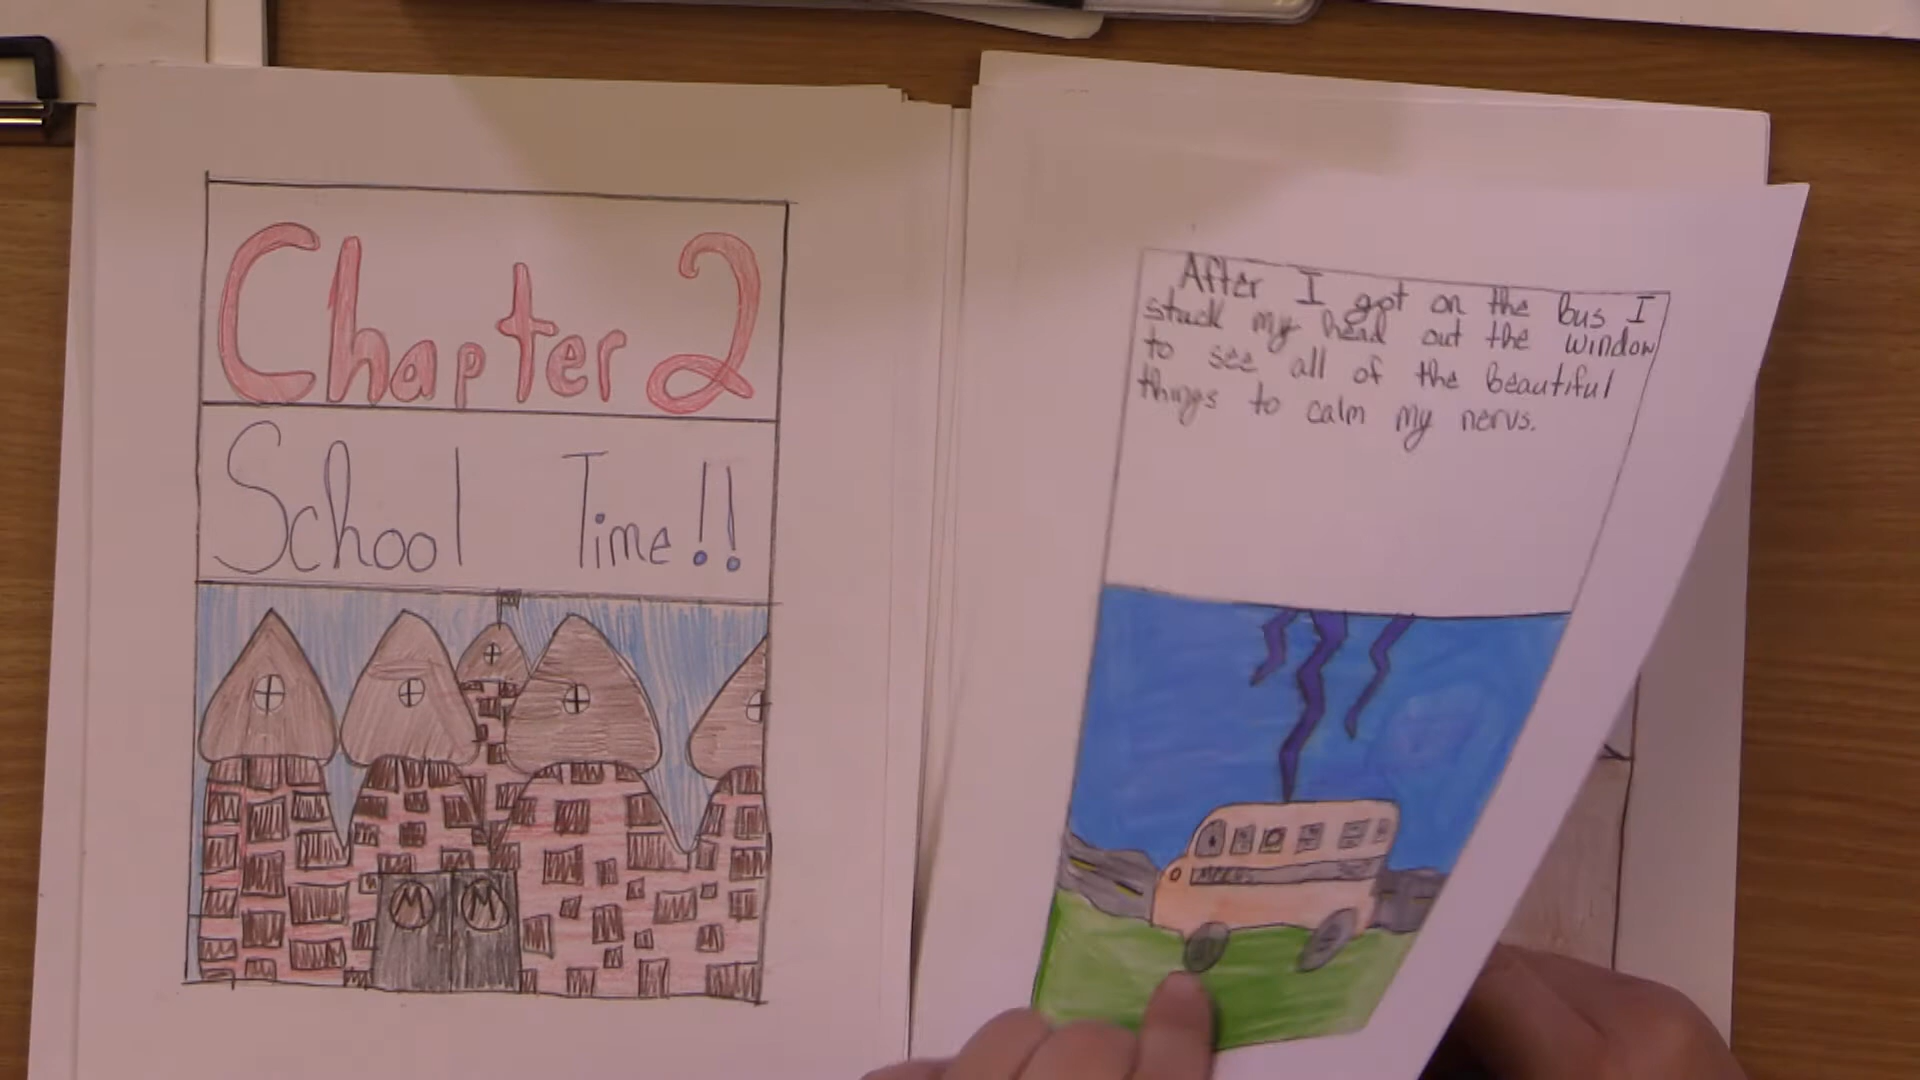 Chapter 2
School Time!!
M M
After I got on the bus I
stuck my head out the window
to see all of the beautiful
things to calm my nervs.